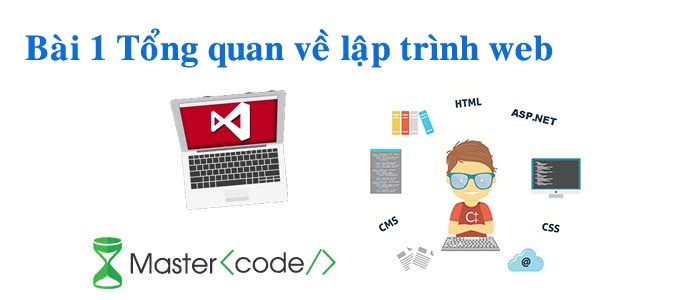 Bài 1 Tổng quan về lập trình web
HTML
ASP.NET
CMS
CSS
@
Master<code/>